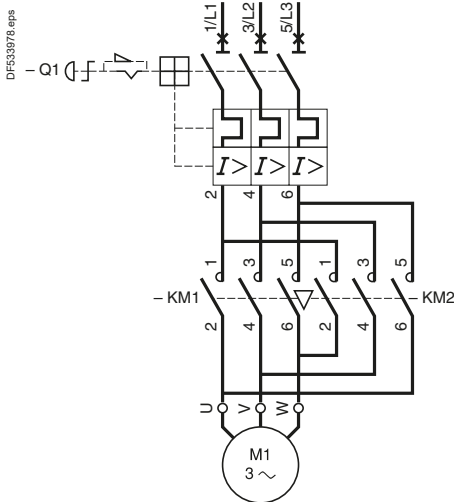 DF533978.eps
1/L1 3/L2 5/L3
– Q1
I> I> I>
2 4 6
1 3 5 1 3 5
– KM1 – KM2
2 4 6 2 4 6
U V W
M1
3 ~